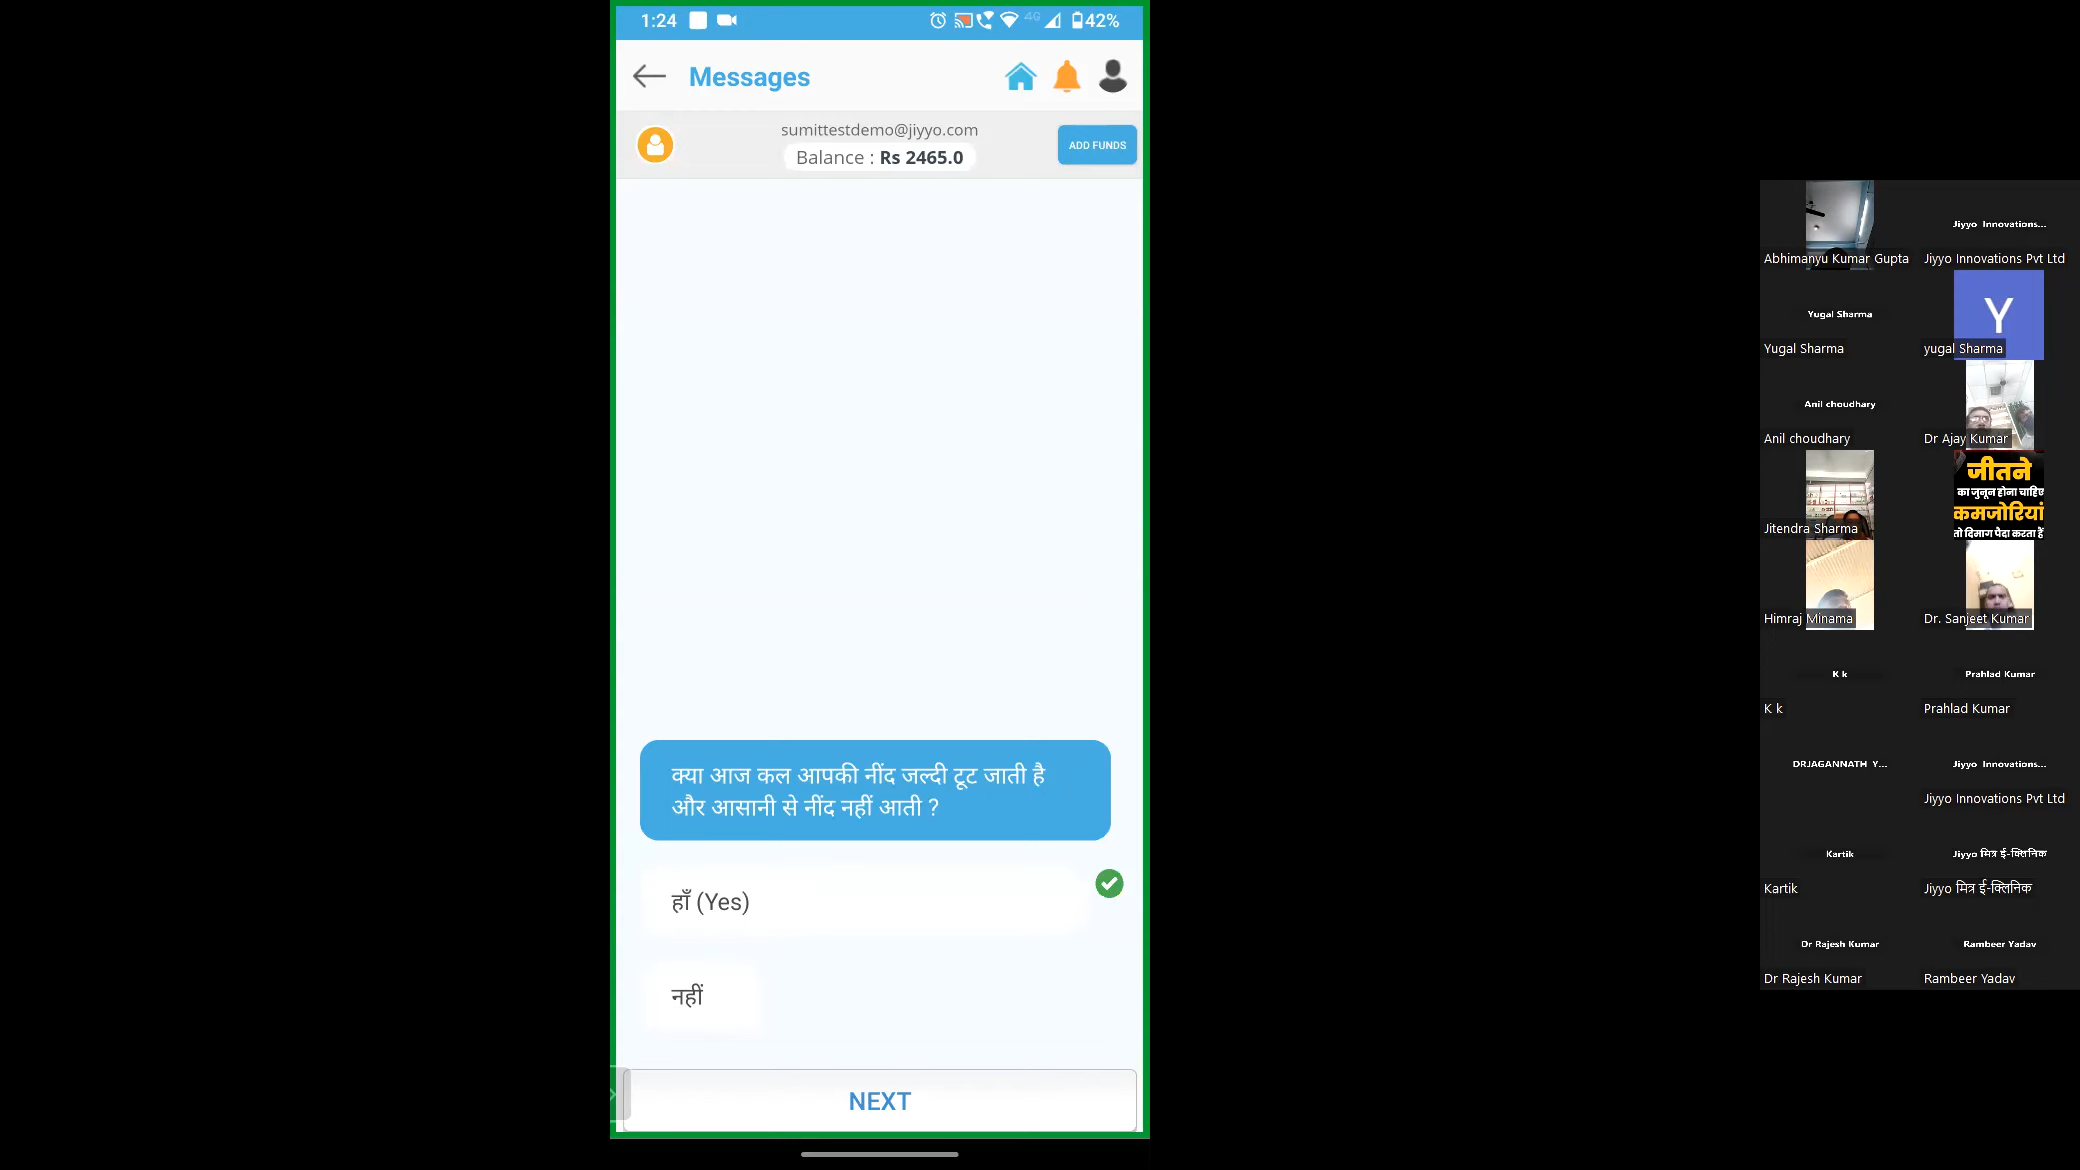 1:24
4G
42%
Messages
sumittestdemo@jiyyo.com
Balance : Rs 2465.0
ADD FUNDS
क्या आज कल आपकी नींद जल्दी टूट जाती है
और आसानी से नींद नहीं आती ?
हाँ (Yes)
नहीं
NEXT
Abhimanyu Kumar Gupta
Jiyyo Innovations...
Jiyyo Innovations Pvt Ltd
Yugal Sharma
Yugal Sharma
Y
yugal Sharma
Anil choudhary
Anil choudhary
Dr Ajay Kumar
Jitendra Sharma
जीतने
का जुनून होना चाहिए
कमजोरियां
तो दिमाग पैदा करता हैं
Himraj Minama
Dr. Sanjeet Kumar
K k
K k
Prahlad Kumar
Prahlad Kumar
DRJAGANNATH Y...
Jiyyo Innovations...
Jiyyo Innovations Pvt Ltd
Kartik
Kartik
Jiyyo मित्र ई-क्लिनिक
Jiyyo मित्र ई-क्लिनिक
Dr Rajesh Kumar
Dr Rajesh Kumar
Rambeer Yadav
Rambeer Yadav